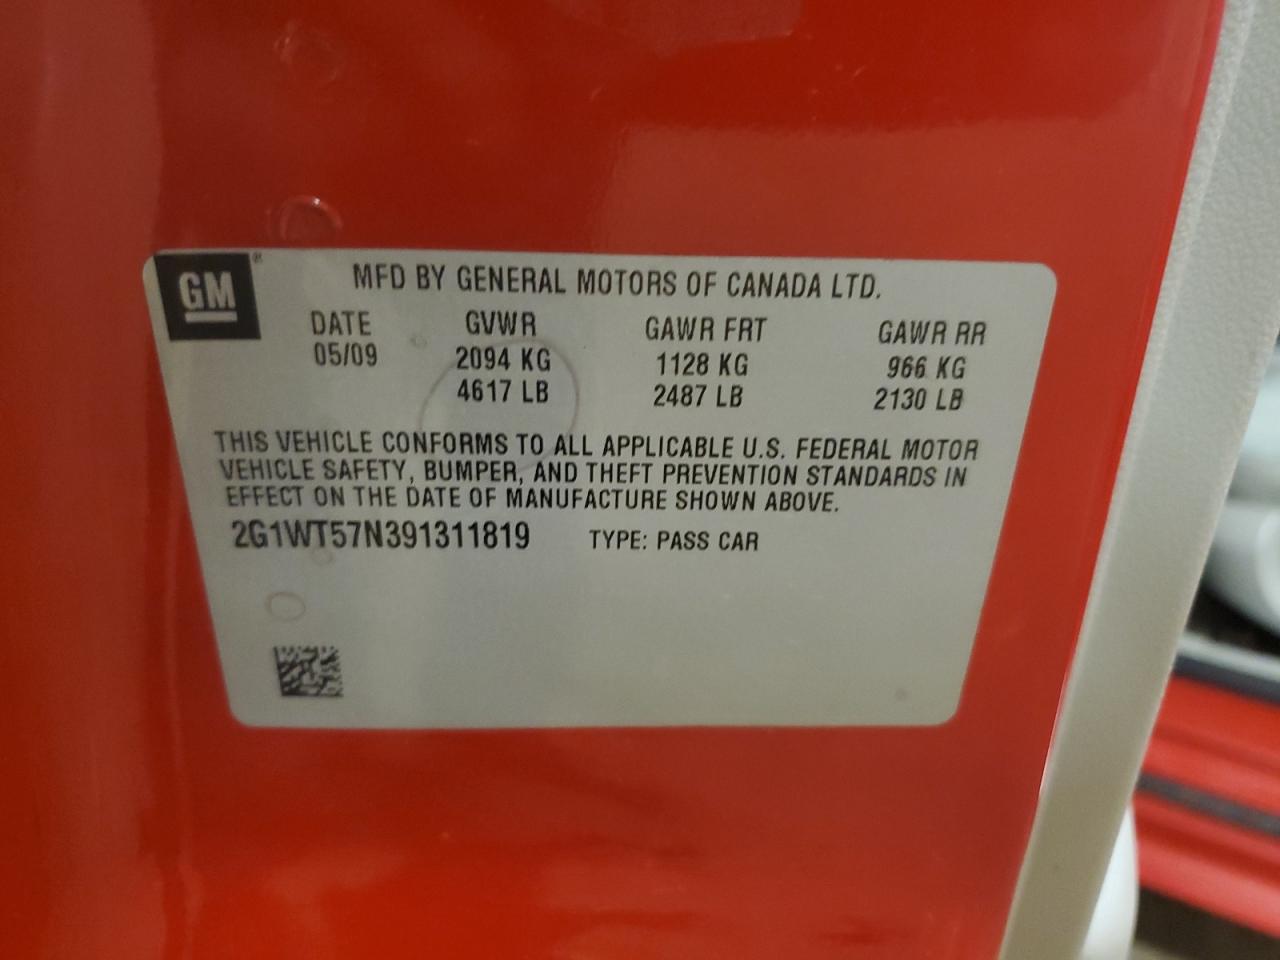 GM®
MFD BY GENERAL MOTORS OF CANADA LTD.
DATE GVWR GAWR FRT GAWR RR
05/09 2094 KG 1128 KG 966 KG
4617 LB 2487 LB 2130 LB
THIS VEHICLE CONFORMS TO ALL APPLICABLE U.S. FEDERAL MOTOR
VEHICLE SAFETY, BUMPER, AND THEFT PREVENTION STANDARDS IN
EFFECT ON THE DATE OF MANUFACTURE SHOWN ABOVE.
2G1WT57N391311819 TYPE: PASS CAR